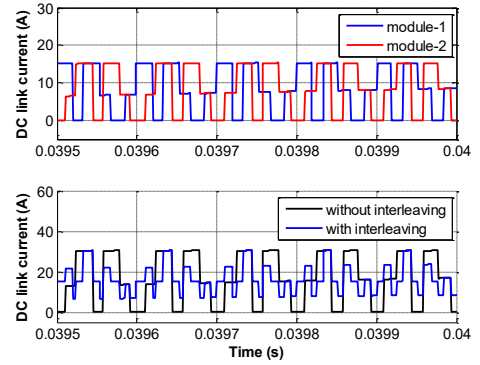 30
20
10
0
DC link current (A)
module-1
module-2
0.0395 0.0396 0.0397 0.0398 0.0399 0.04
60
40
20
0
DC link current (A)
without interleaving
with interleaving
0.0395 0.0396 0.0397 0.0398 0.0399 0.04
Time (s)